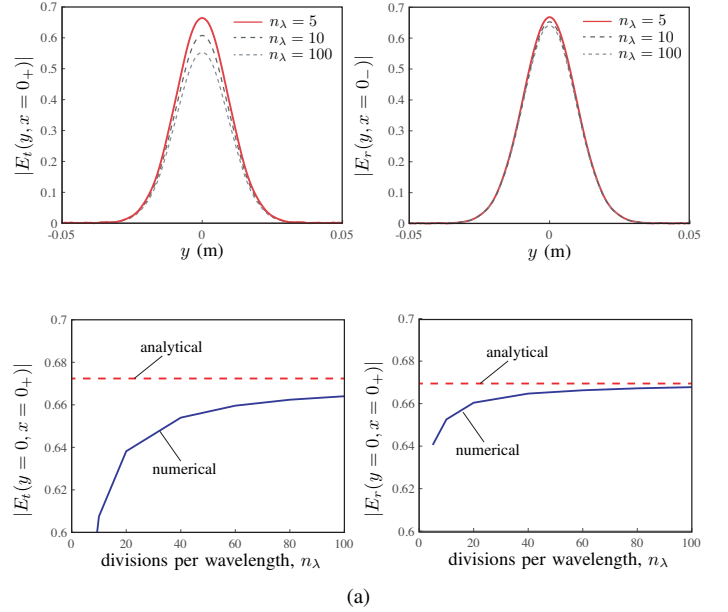 |E_t(y, x = 0_+)|
0.7
0.6
0.5
0.4
0.3
0.2
0.1
0
-0.05
0
0.05
y (m)
n_λ = 5
n_λ = 10
n_λ = 100
|E_r(y, x = 0_−)|
0.7
0.6
0.5
0.4
0.3
0.2
0.1
0
-0.05
0
0.05
y (m)
n_λ = 5
n_λ = 10
n_λ = 100
|E_t(y = 0, x = 0_+)|
0.7
0.68
0.66
0.64
0.62
0.6
0
20
40
60
80
100
analytical
numerical
divisions per wavelength, n_λ
|E_r(y = 0, x = 0_+)|
0.7
0.68
0.66
0.64
0.62
0.6
0
20
40
60
80
100
analytical
numerical
divisions per wavelength, n_λ
(a)